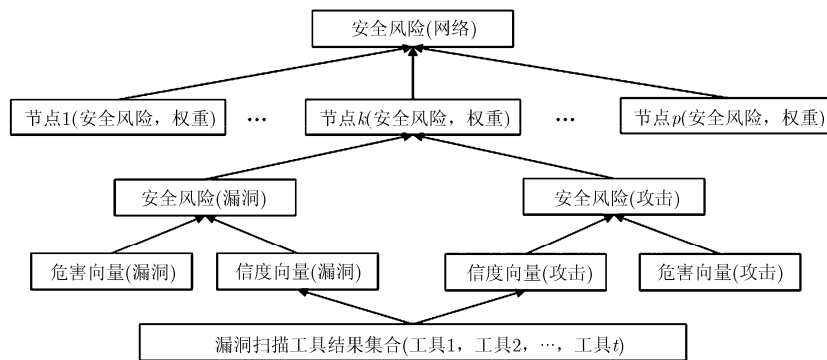 安全风险(网络)
节点1(安全风险，权重) … 节点k(安全风险，权重) … 节点p(安全风险，权重)
安全风险(漏洞) 安全风险(攻击)
危害向量(漏洞) 信度向量(漏洞) 信度向量(攻击) 危害向量(攻击)
漏洞扫描工具结果集合(工具1，工具2，…，工具t)